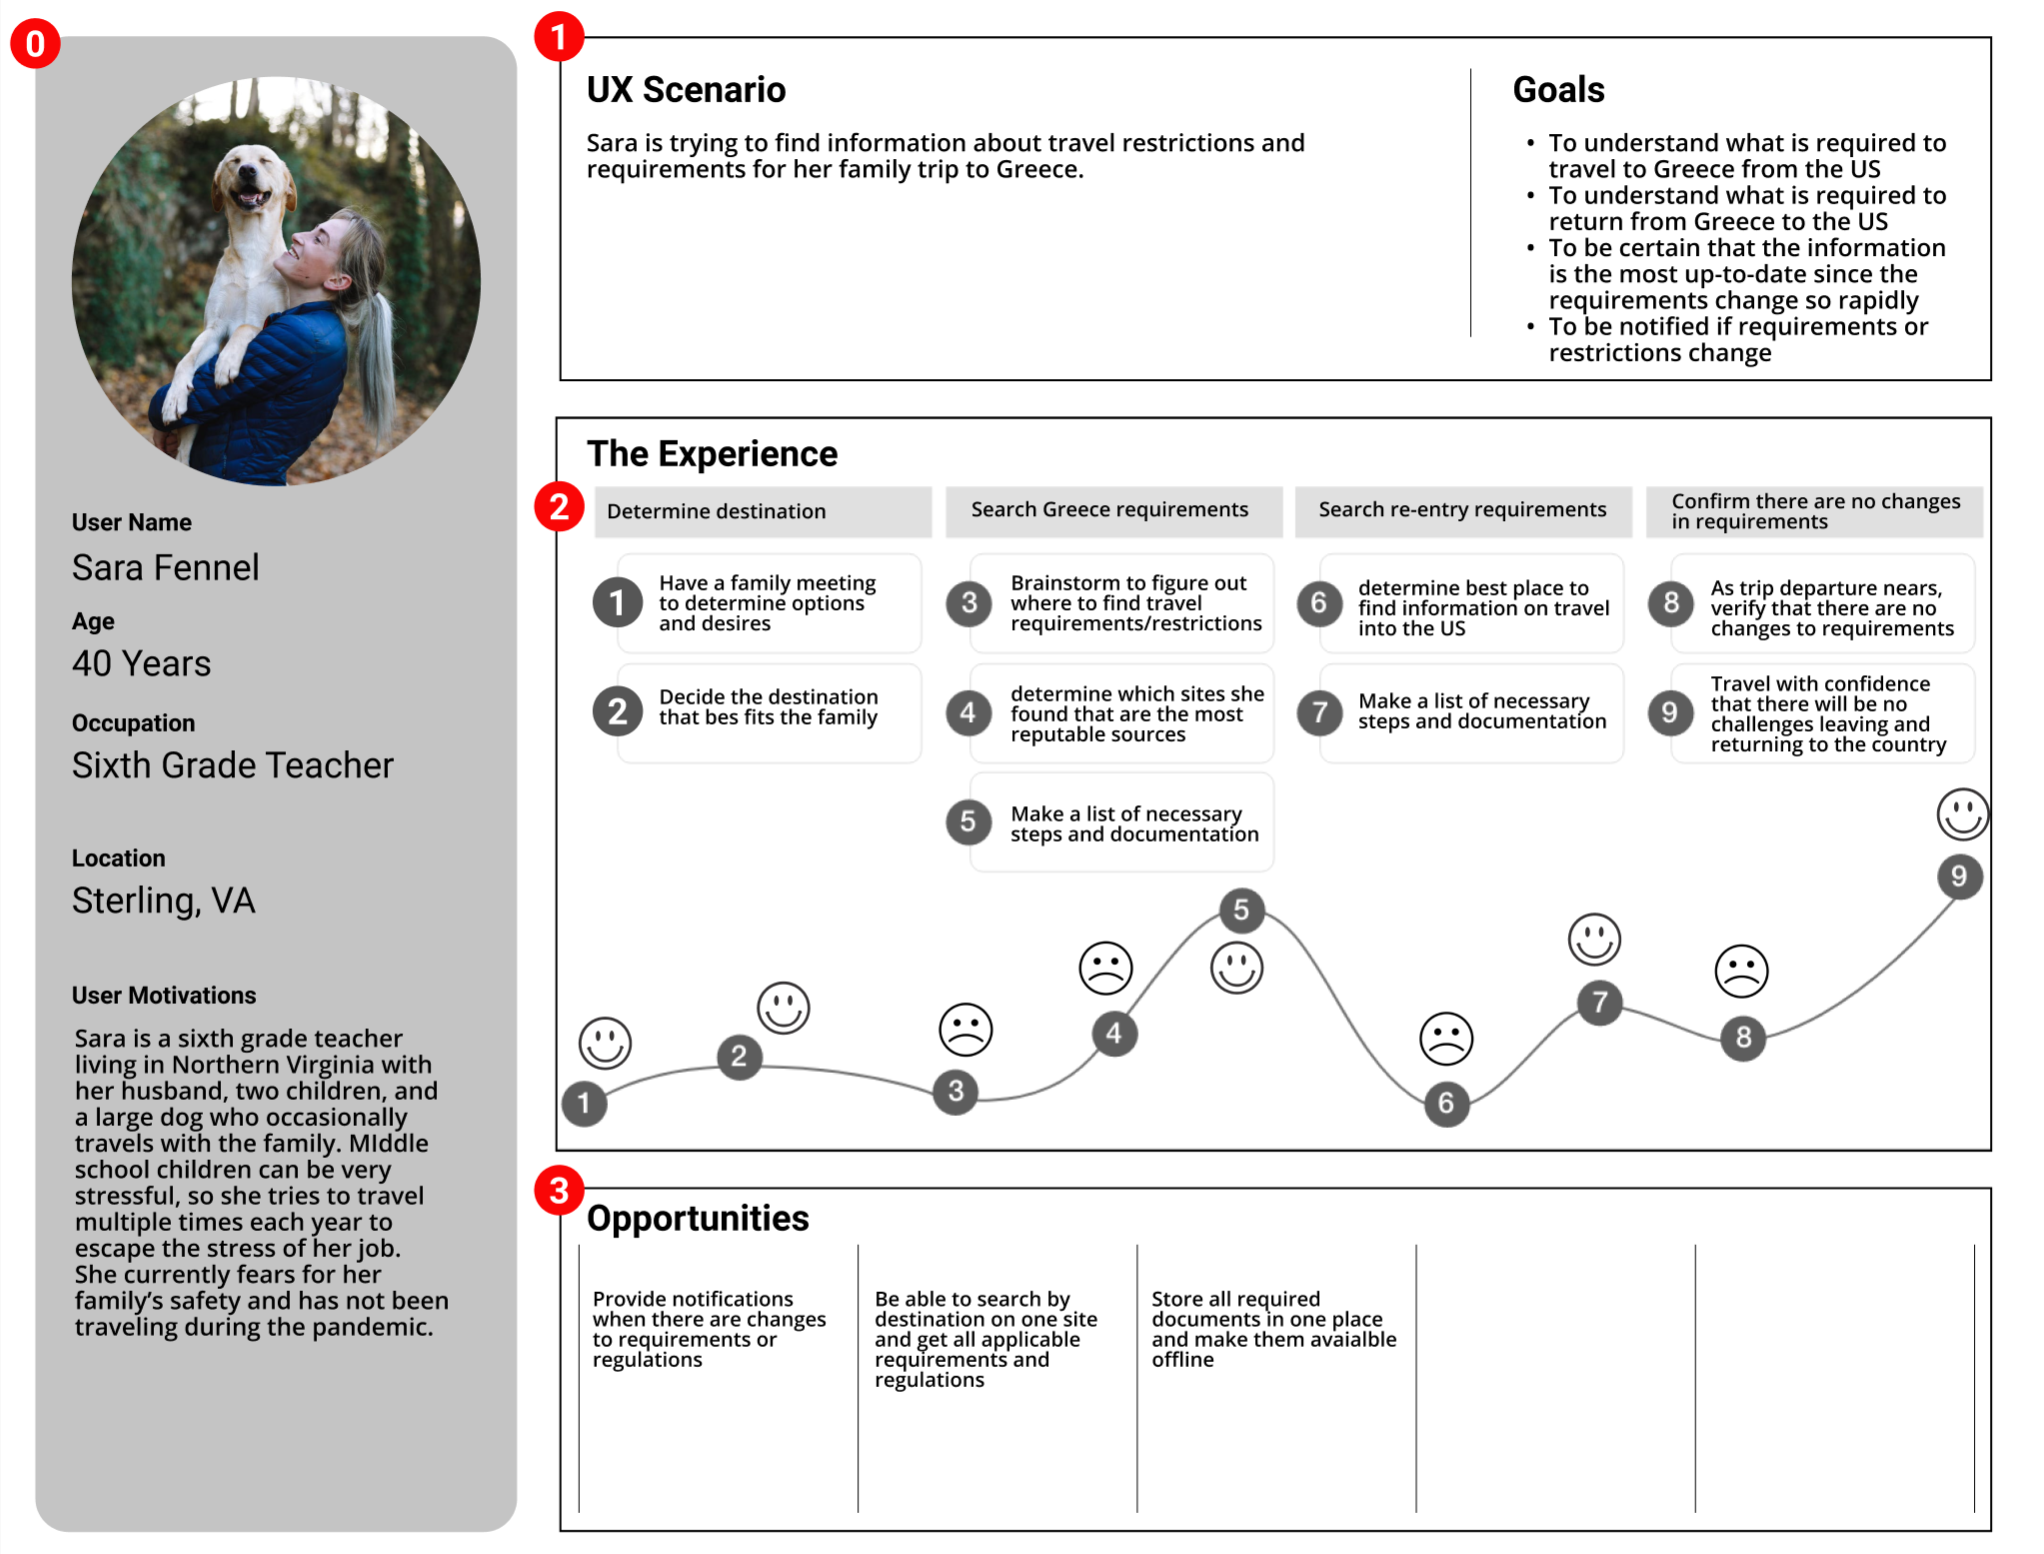 0
User Name
Sara Fennel
Age
40 Years
Occupation
Sixth Grade Teacher
Location
Sterling, VA
User Motivations
Sara is a sixth grade teacher
living in Northern Virginia with
her husband, two children, and
a large dog who occasionally
travels with the family. MIddle
school children can be very
stressful, so she tries to travel
multiple times each year to
escape the stress of her job.
She currently fears for her
family's safety and has not been
traveling during the pandemic.
1
UX Scenario
Sara is trying to find information about travel restrictions and
requirements for her family trip to Greece.
Goals
• To understand what is required to
travel to Greece from the US
• To understand what is required to
return from Greece to the US
• To be certain that the information
is the most up-to-date since the
requirements change so rapidly
• To be notified if requirements or
restrictions change
The Experience
2
Determine destination
1
Have a family meeting
to determine options
and desires
2
Decide the destination
that bes fits the family
Search Greece requirements
3
Brainstorm to figure out
where to find travel
requirements/restrictions
4
determine which sites she
found that are the most
reputable sources
5
Make a list of necessary
steps and documentation
Search re-entry requirements
6
determine best place to
find information on travel
into the US
7
Make a list of necessary
steps and documentation
Confirm there are no changes
in requirements
8
As trip departure nears,
verify that there are no
changes to requirements
9
Travel with confidence
that there will be no
challenges leaving and
returning to the country
1
2
3
4
5
6
7
8
9
3
Opportunities
Provide notifications
when there are changes
to requirements or
regulations
Be able to search by
destination on one site
and get all applicable
requirements and
regulations
Store all required
documents in one place
and make them avaialble
offline